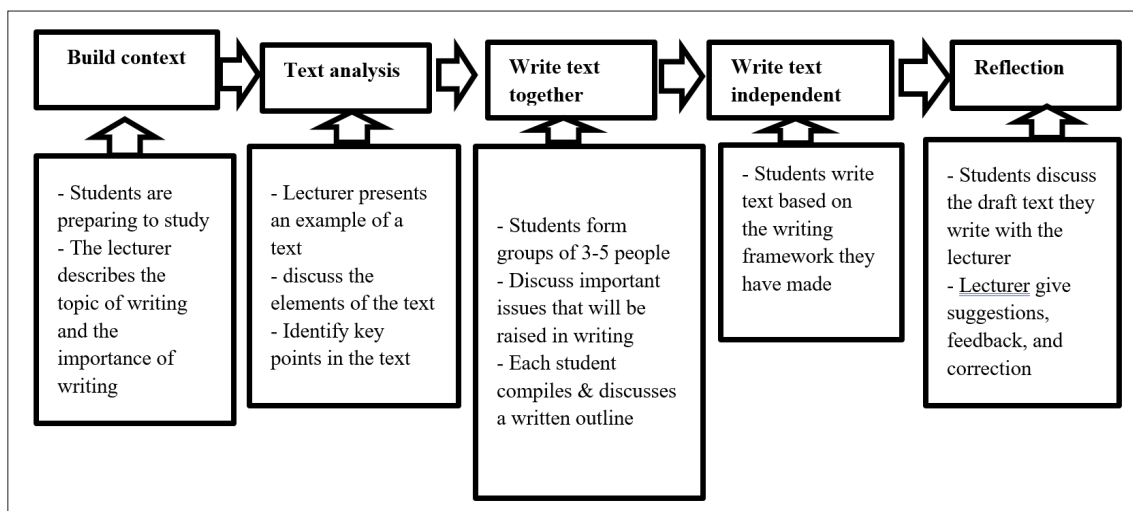 Build context
Text analysis
Write text
together
Write text
independent
Reflection
- Students are
preparing to study
- The lecturer
describes the
topic of writing
and the
importance of
writing
- Lecturer presents
an example of a
text
- discuss the
elements of the text
- Identify key
points in the text
- Students form
groups of 3-5 people
- Discuss important
issues that will be
raised in writing
- Each student
compiles & discusses
a written outline
- Students write
text based on
the writing
framework they
have made
- Students discuss
the draft text they
write with the
lecturer
- Lecturer give
suggestions,
feedback, and
correction